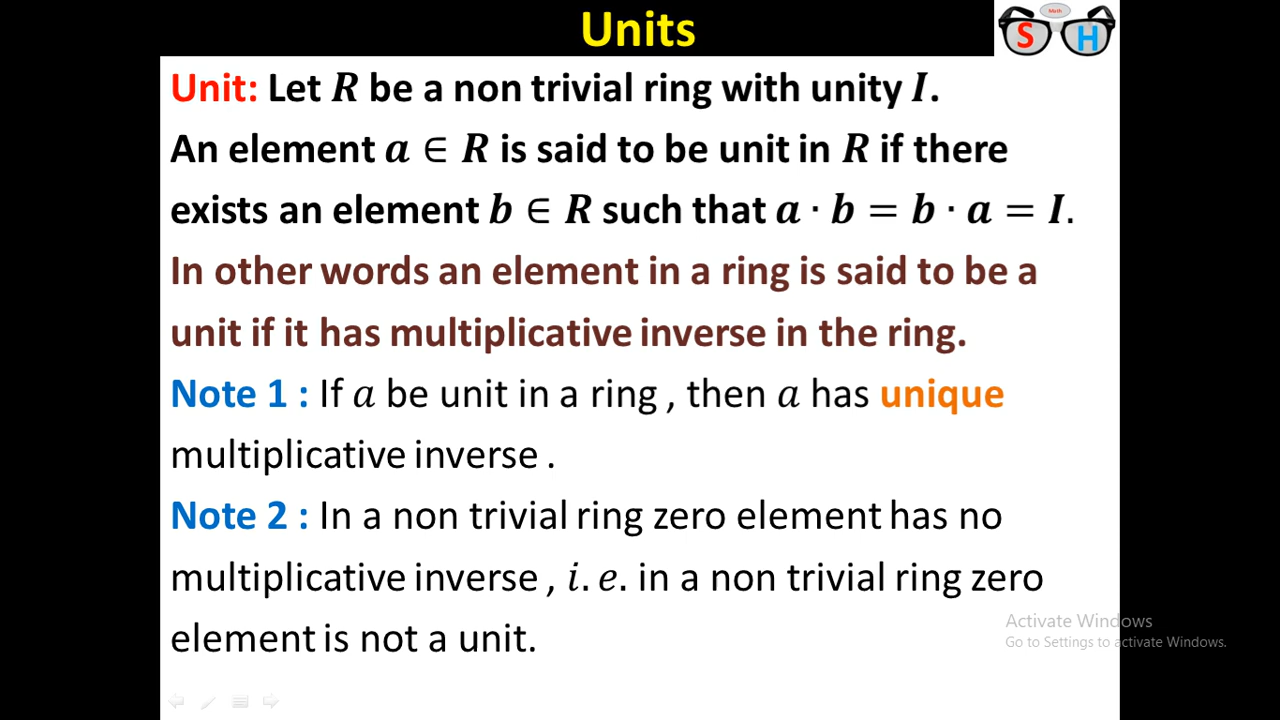 Units
Math
S H
Unit: Let R be a non trivial ring with unity I.
An element a ∈ R is said to be unit in R if there
exists an element b ∈ R such that a · b = b · a = I.
In other words an element in a ring is said to be a
unit if it has multiplicative inverse in the ring.
Note 1 : If a be unit in a ring , then a has unique
multiplicative inverse .
Note 2 : In a non trivial ring zero element has no
multiplicative inverse , i. e. in a non trivial ring zero
element is not a unit.
Activate Windows
Go to Settings to activate Windows.